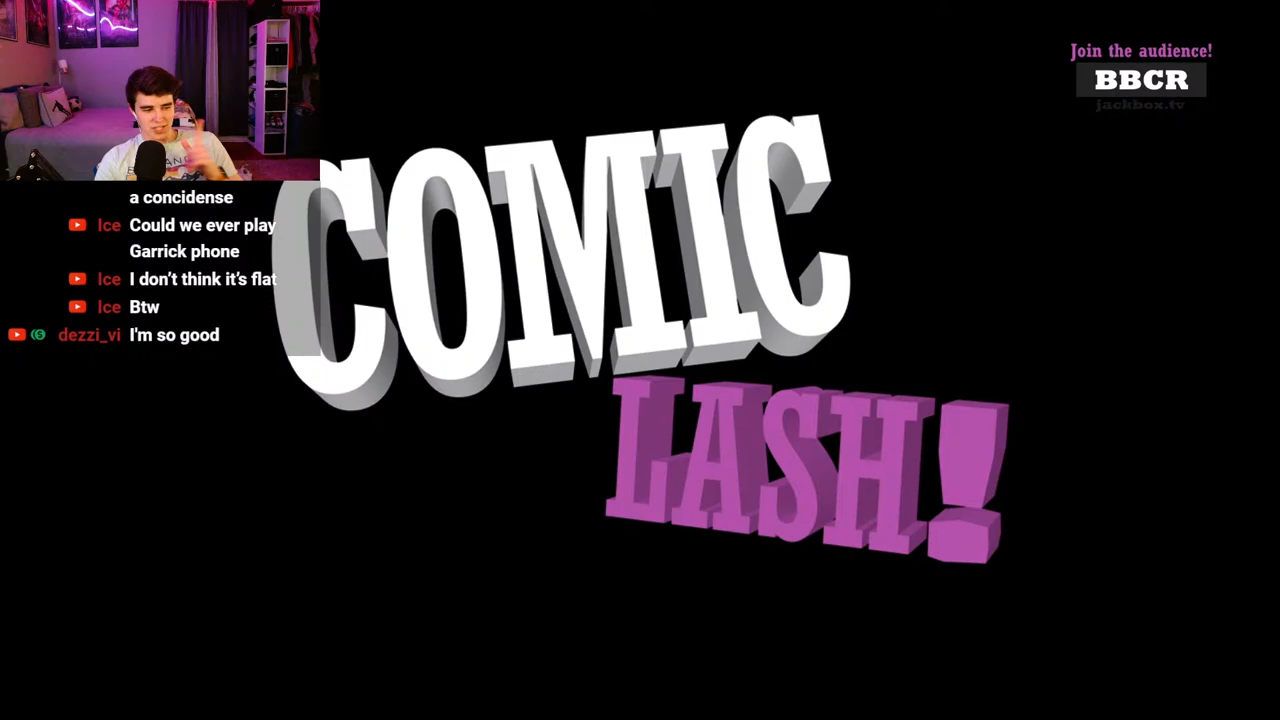 Join the audience!
BBCR
jackbox.tv
COMIC
LASH!
a concidense
Ice Could we ever play
Garrick phone
Ice I don't think it's flat
Ice Btw
dezzi_vi I'm so good